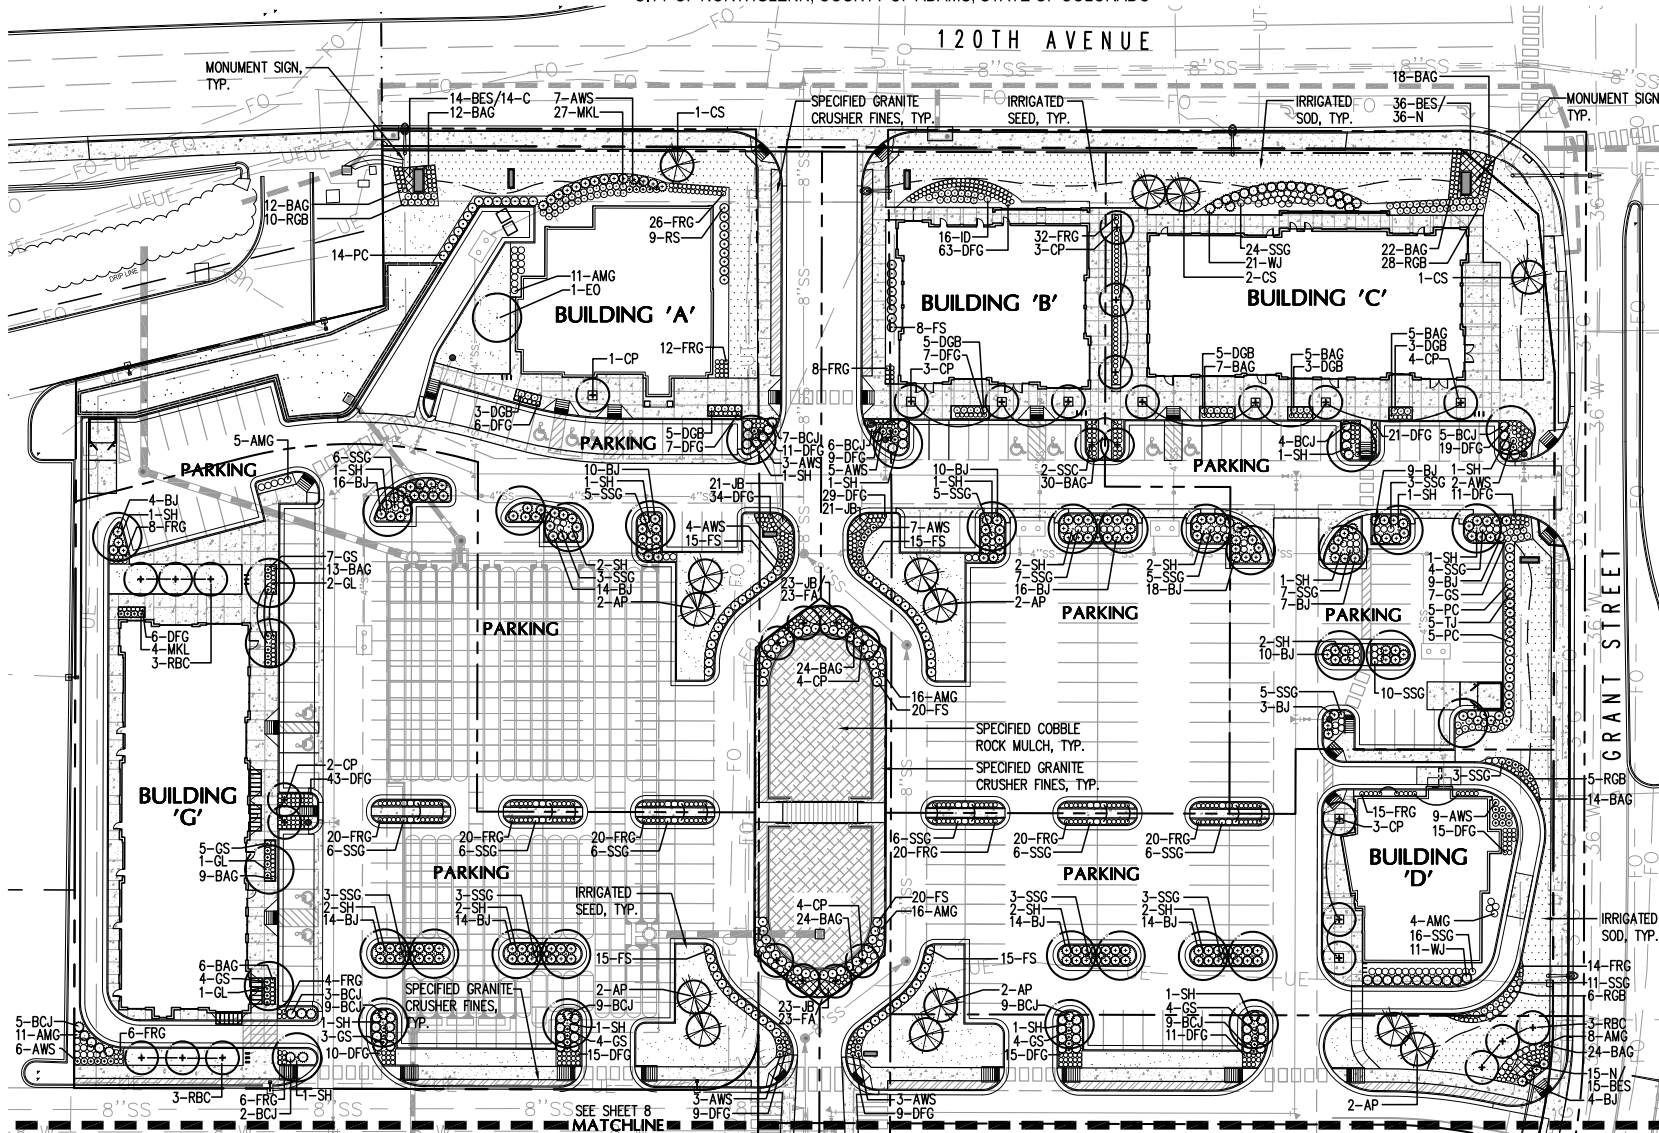 CITY OF NORTHGLENN, COUNTY OF ADAMS, STATE OF COLORADO
120TH AVENUE
MONUMENT SIGN,
TYP.
14-BES/14-C
12-BAG
7-AWS
27-MKL
1-CS
SPECIFIED GRANITE
CRUSHER FINES, TYP.
IRRIGATED
SEED, TYP.
IRRIGATED
SOD, TYP.
18-BAG
36-BES/
36-N
MONUMENT SIGN
TYP.
12-BAG
10-RGB
14-PC
DRIP LINE
26-FRG
9-RS
11-AMG
1-EO
BUILDING 'A'
1-CP
12-FRG
3-DGB
6-DFG
5-DGB
7-DFG
16-ID
63-DFG
32-FRG
3-CP
24-SSG
21-WJ
2-CS
22-BAG
28-RGB
1-CS
BUILDING 'B'
BUILDING 'C'
8-FS
5-DGB
7-DFG
3-CP
8-FRG
5-DGB
7-BAG
5-BAG
3-DGB
5-BAG
3-DGB
4-CP
PARKING
7-BCJ
11-DFG
3-AWS
1-SH
6-BCJ
9-DFG
5-AWS
1-SH
29-DFG
21-JB
2-SSC
30-BAG
PARKING
4-BCJ
1-SH
21-DFG
5-BCJ
19-DFG
1-SH
2-AWS
11-DFG
5-AMG
PARKING
6-SSG
1-SH
16-BJ
10-BJ
1-SH
5-SSG
21-JB
34-DFG
10-BJ
1-SH
5-SSG
9-BJ
3-SSG
1-SH
4-BJ
1-SH
8-FRG
4-AWS
15-FS
7-AWS
15-FS
7-GS
13-BAG
2-GL
2-SH
3-SSG
14-BJ
2-AP
23-JB
23-FA
2-AP
2-SH
7-SSG
16-BJ
2-SH
5-SSG
18-BJ
1-SH
7-SSG
7-BJ
1-SH
4-SSG
9-BJ
7-GS
5-PC
5-TJ
5-PC
PARKING
PARKING
PARKING
6-DFG
4-MKL
3-RBC
24-BAG
4-CP
2-SH
10-BJ
10-SSG
16-AMG
20-FS
5-SSG
3-BJ
SPECIFIED COBBLE
ROCK MULCH, TYP.
SPECIFIED GRANITE
CRUSHER FINES, TYP.
GRANT STREET
2-CP
43-DFG
BUILDING
'G'
3-SSG
5-RGB
14-BAG
20-FRG
6-SSG
20-FRG
6-SSG
20-FRG
6-SSG
6-SSG
20-FRG
20-FRG
6-SSG
20-FRG
6-SSG
15-FRG
3-CP
9-AWS
15-DFG
BUILDING
'D'
5-GS
1-GL
9-BAG
PARKING
PARKING
3-SSG
2-SH
14-BJ
3-SSG
2-SH
14-BJ
IRRIGATED
SEED, TYP.
4-CP
24-BAG
20-FS
16-AMG
3-SSG
2-SH
14-BJ
3-SSG
2-SH
14-BJ
4-AMG
16-SSG
11-WJ
IRRIGATED
SOD, TYP.
15-FS
15-FS
6-BAG
4-GS
1-GL
4-FRG
3-BCJ
9-BCJ
SPECIFIED GRANITE
CRUSHER FINES,
TYP.
2-AP
9-BCJ
23-JB
23-FA
2-AP
9-BCJ
1-SH
4-GS
9-BCJ
11-DFG
14-FRG
11-SSG
6-RGB
5-BCJ
11-AMG
6-AWS
6-FRG
1-SH
3-GS
10-DFG
1-SH
4-GS
15-DFG
1-SH
4-GS
15-DFG
3-RBC
8-AMG
24-BAG
15-N
15-BES
4-BJ
3-RBC
6-FRG
2-BCJ
1-SH
3-AWS
9-DFG
3-AWS
9-DFG
2-AP
8"SS
SEE SHEET 8
MATCHLINE